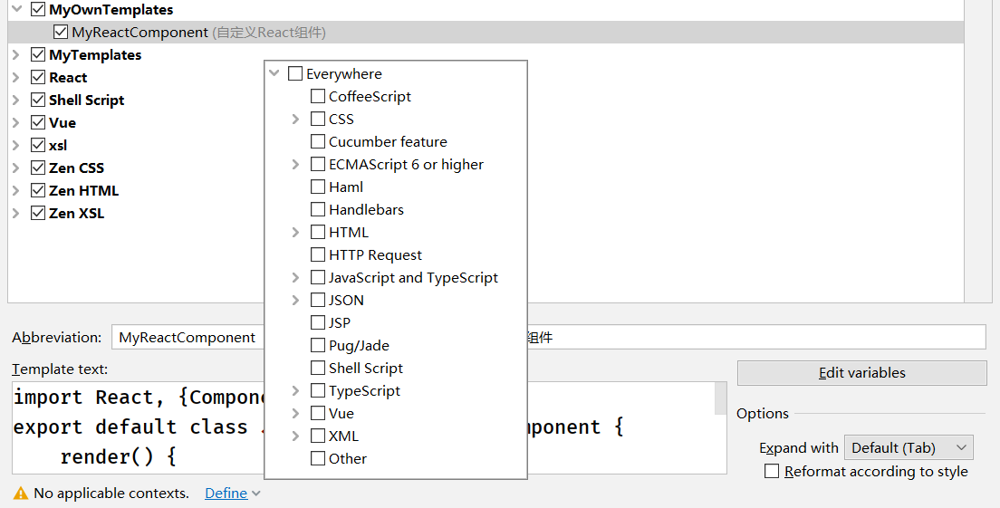 MyOwnTemplates
MyReactComponent (自定义React组件)
MyTemplates
React
Shell Script
Vue
xsl
Zen CSS
Zen HTML
Zen XSL
Everywhere
CoffeeScript
CSS
Cucumber feature
ECMAScript 6 or higher
Haml
Handlebars
HTML
HTTP Request
JavaScript and TypeScript
JSON
JSP
Pug/Jade
Shell Script
TypeScript
Vue
XML
Other
Abbreviation: MyReactComponent 组件
Template text:
import React, {Compone
export default class mponent {
render() {
Edit variables
Options
Expand with Default (Tab)
Reformat according to style
No applicable contexts. Define